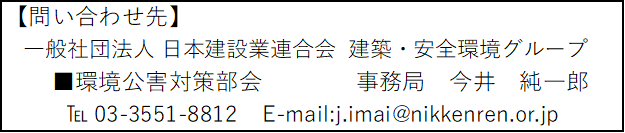 【問い合わせ先】
一般社団法人 日本建設業連合会 建築・安全環境グループ
■環境公害対策部会 事務局 今井 純一郎
℡ 03-3551-8812 E-mail:j.imai@nikkenren.or.jp